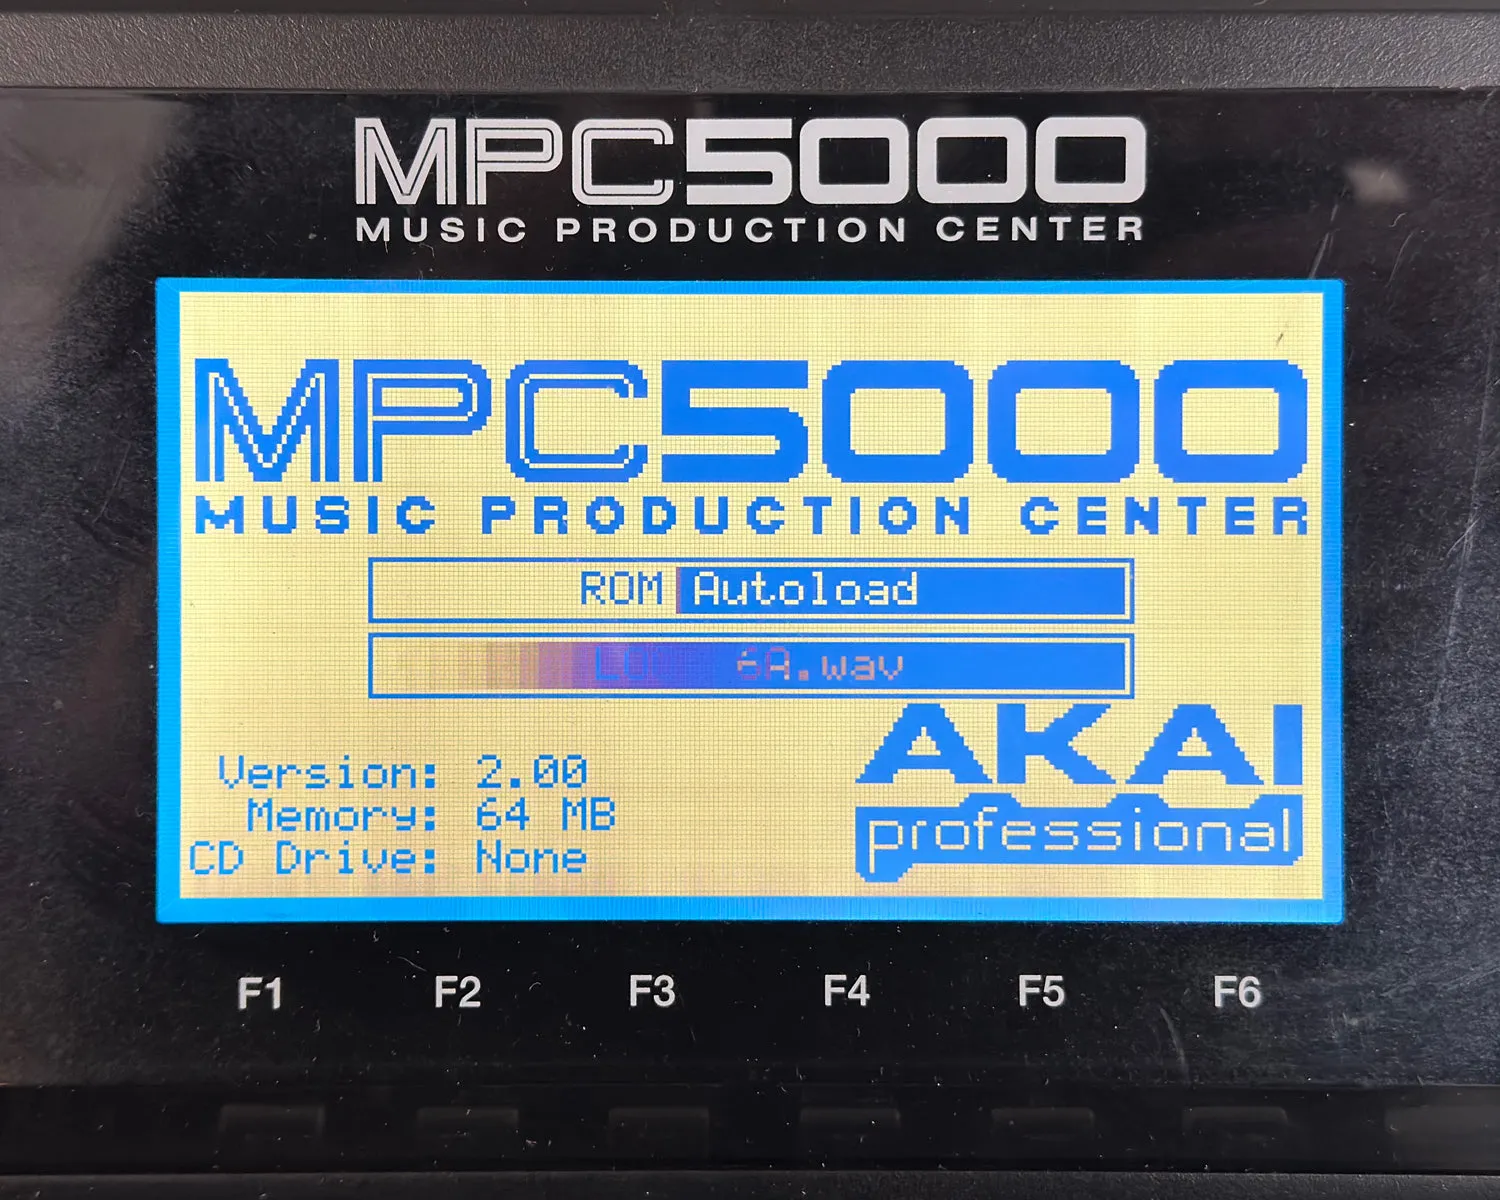 MPC5000
MUSIC PRODUCTION CENTER
MPC5000
MUSIC PRODUCTION CENTER
ROM Autoload
6A.wav
AKAI
professional
Version: 2.00
Memory: 64 MB
CD Drive: None
F1 F2 F3 F4 F5 F6